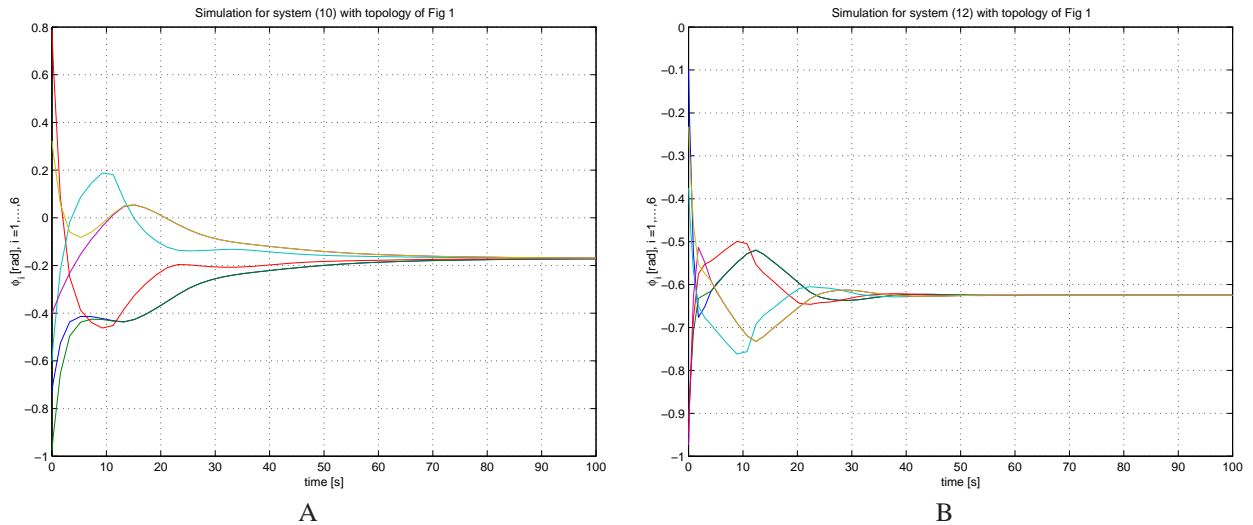 Simulation for system (10) with topology of Fig 1
0.8
0.6
0.4
0.2
0
−0.2
−0.4
−0.6
−0.8
−1
ϕi [rad], i =1,...,6
0 10 20 30 40 50 60 70 80 90 100
time [s]
A
Simulation for system (12) with topology of Fig 1
0
−0.1
−0.2
−0.3
−0.4
−0.5
−0.6
−0.7
−0.8
−0.9
−1
ϕi [rad], i =1,...,6
0 10 20 30 40 50 60 70 80 90 100
time [s]
B